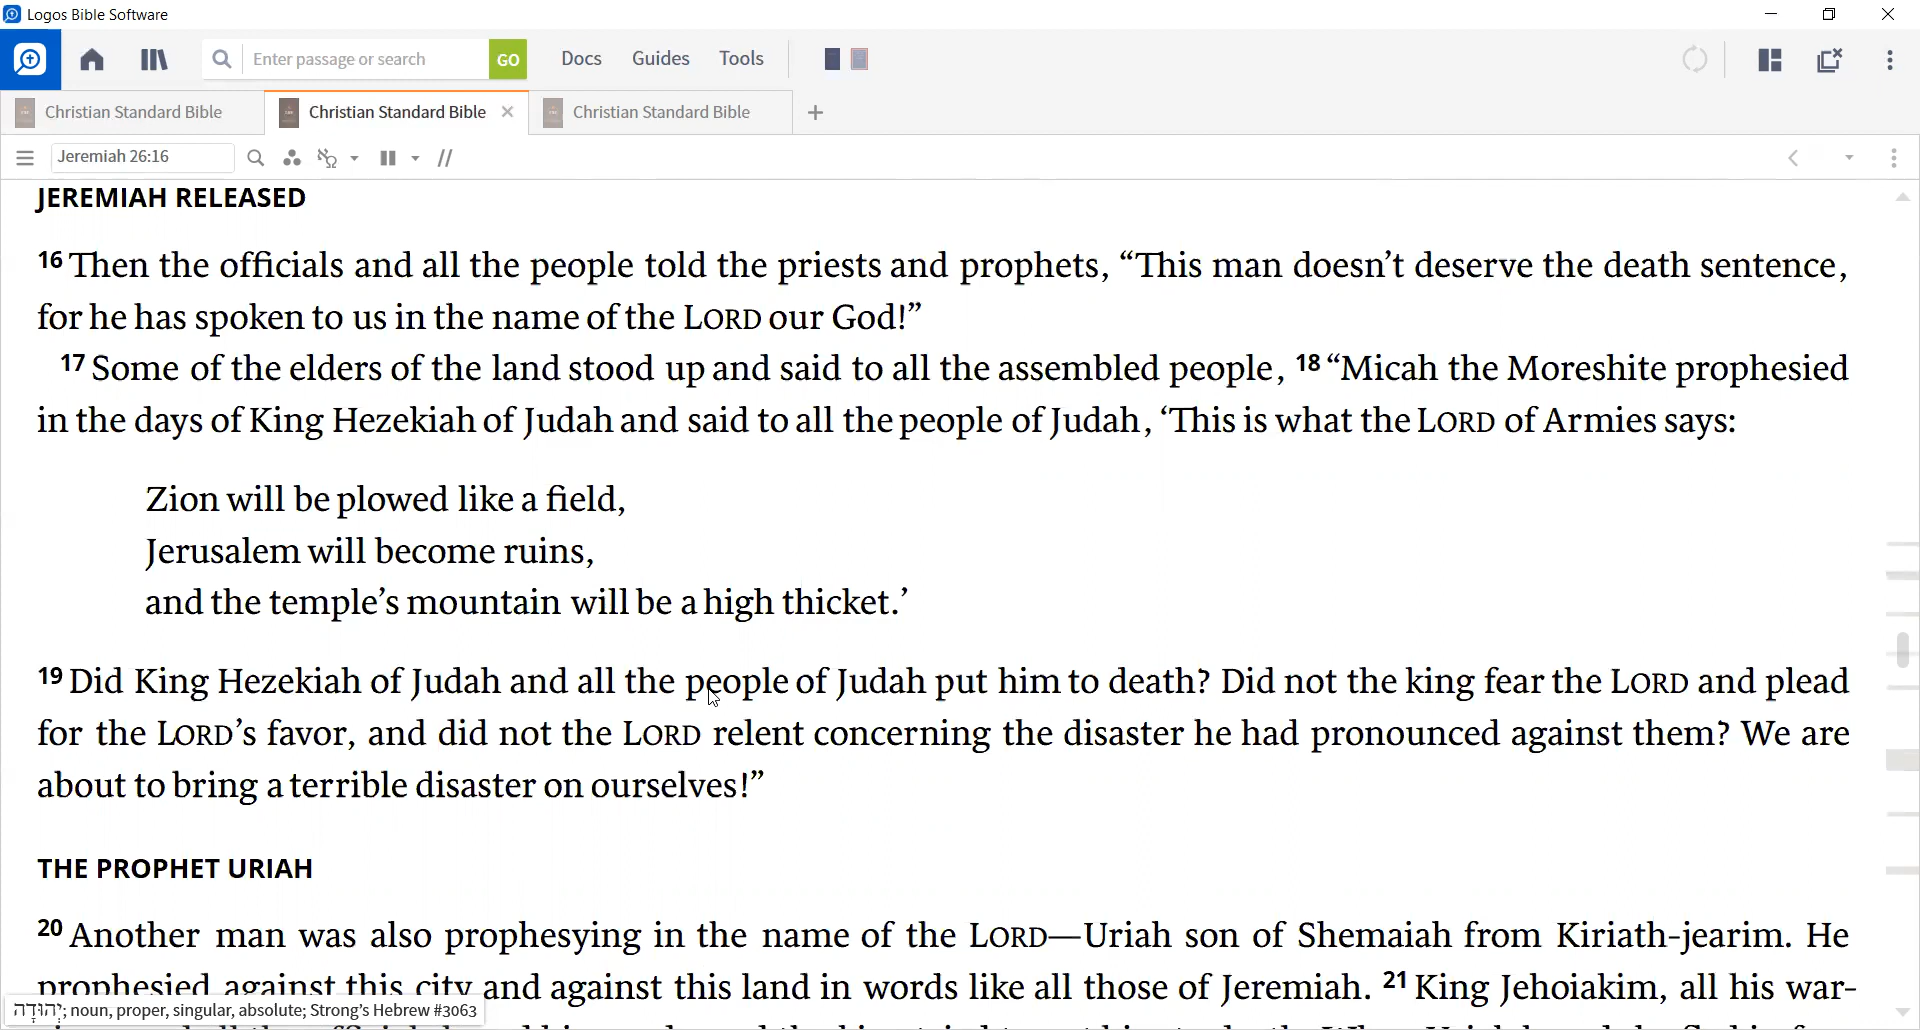 Logos Bible Software
Enter passage or search GO Docs Guides Tools
Christian Standard Bible Christian Standard Bible Christian Standard Bible
Jeremiah 26:16
JEREMIAH RELEASED
16 Then the officials and all the people told the priests and prophets, “This man doesn’t deserve the death sentence,
for he has spoken to us in the name of the LORD our God!”
17 Some of the elders of the land stood up and said to all the assembled people, 18 “Micah the Moreshite prophesied
in the days of King Hezekiah of Judah and said to all the people of Judah, ‘This is what the LORD of Armies says:
Zion will be plowed like a field,
Jerusalem will become ruins,
and the temple’s mountain will be a high thicket.’
19 Did King Hezekiah of Judah and all the people of Judah put him to death? Did not the king fear the LORD and plead
for the LORD’s favor, and did not the LORD relent concerning the disaster he had pronounced against them? We are
about to bring a terrible disaster on ourselves!”
THE PROPHET URIAH
20 Another man was also prophesying in the name of the LORD—Uriah son of Shemaiah from Kiriath-jearim. He
prophesied against this city and against this land in words like all those of Jeremiah. 21 King Jehoiakim, all his war-
יְהוּדָה; noun, proper, singular, absolute; Strong’s Hebrew #3063